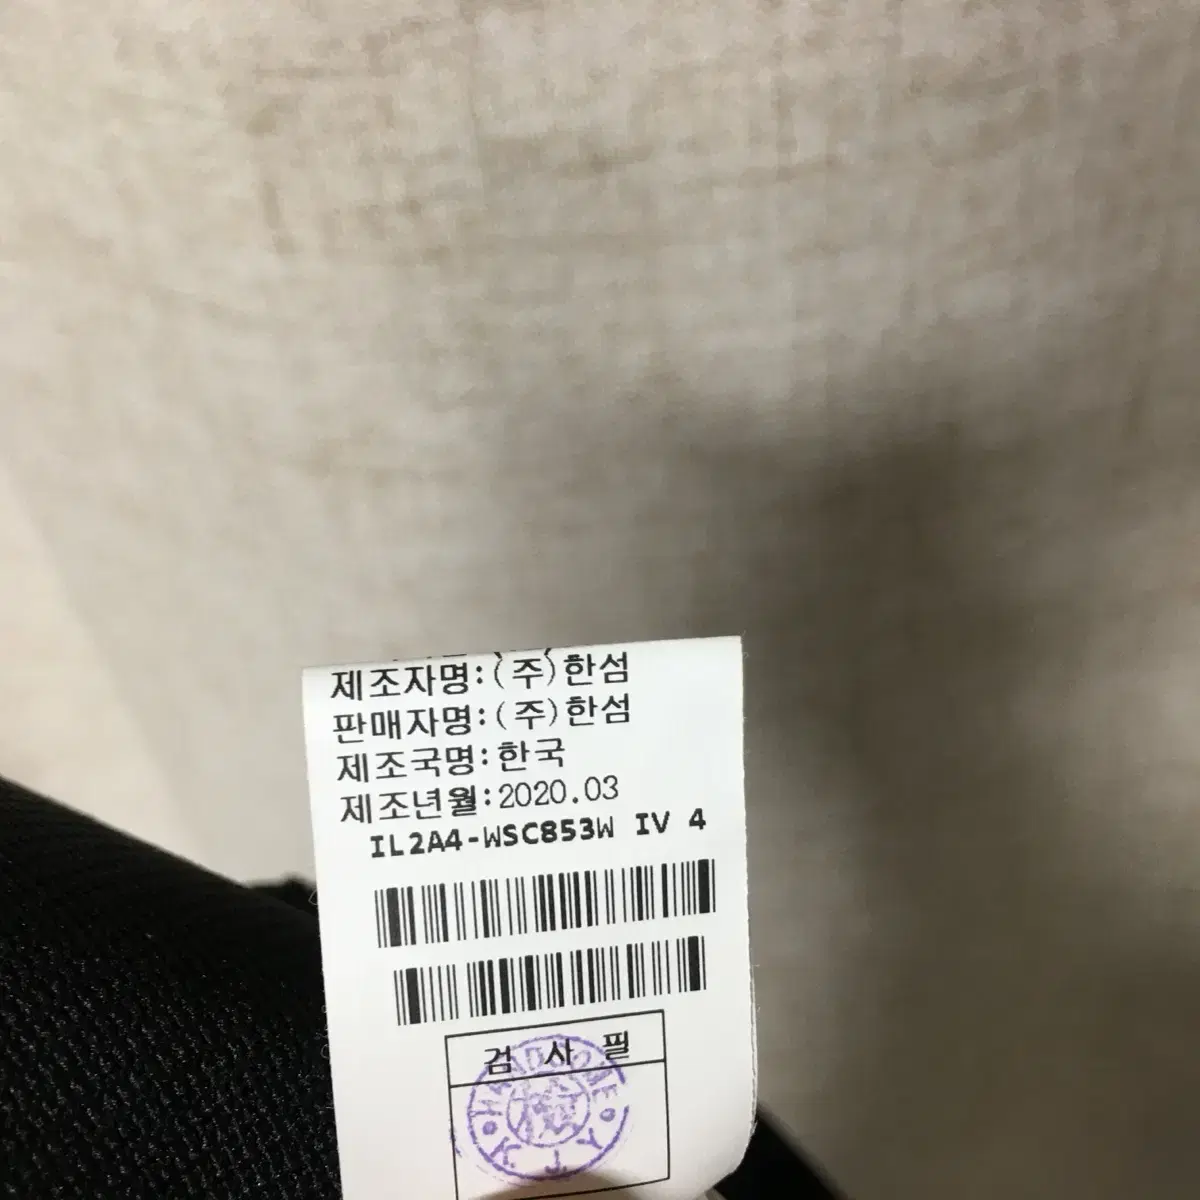 제조자명:(주)한섬
판매자명:(주)한섬
제조국명:한국
제조년월:2020.03
IL2A4-WSC853W IV 4
검 사 필